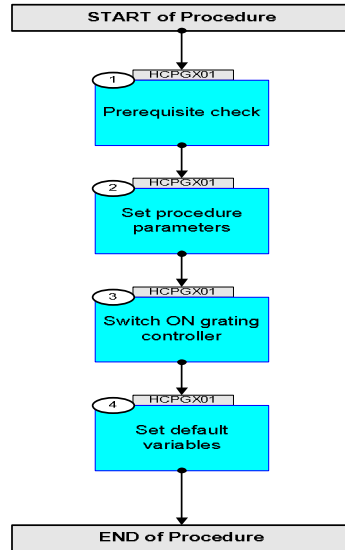 START of Procedure
HCPGX01
1
Prerequisite check
HCPGX01
2
Set procedure
parameters
HCPGX01
3
Switch ON grating
controller
HCPGX01
4
Set default
variables
END of Procedure